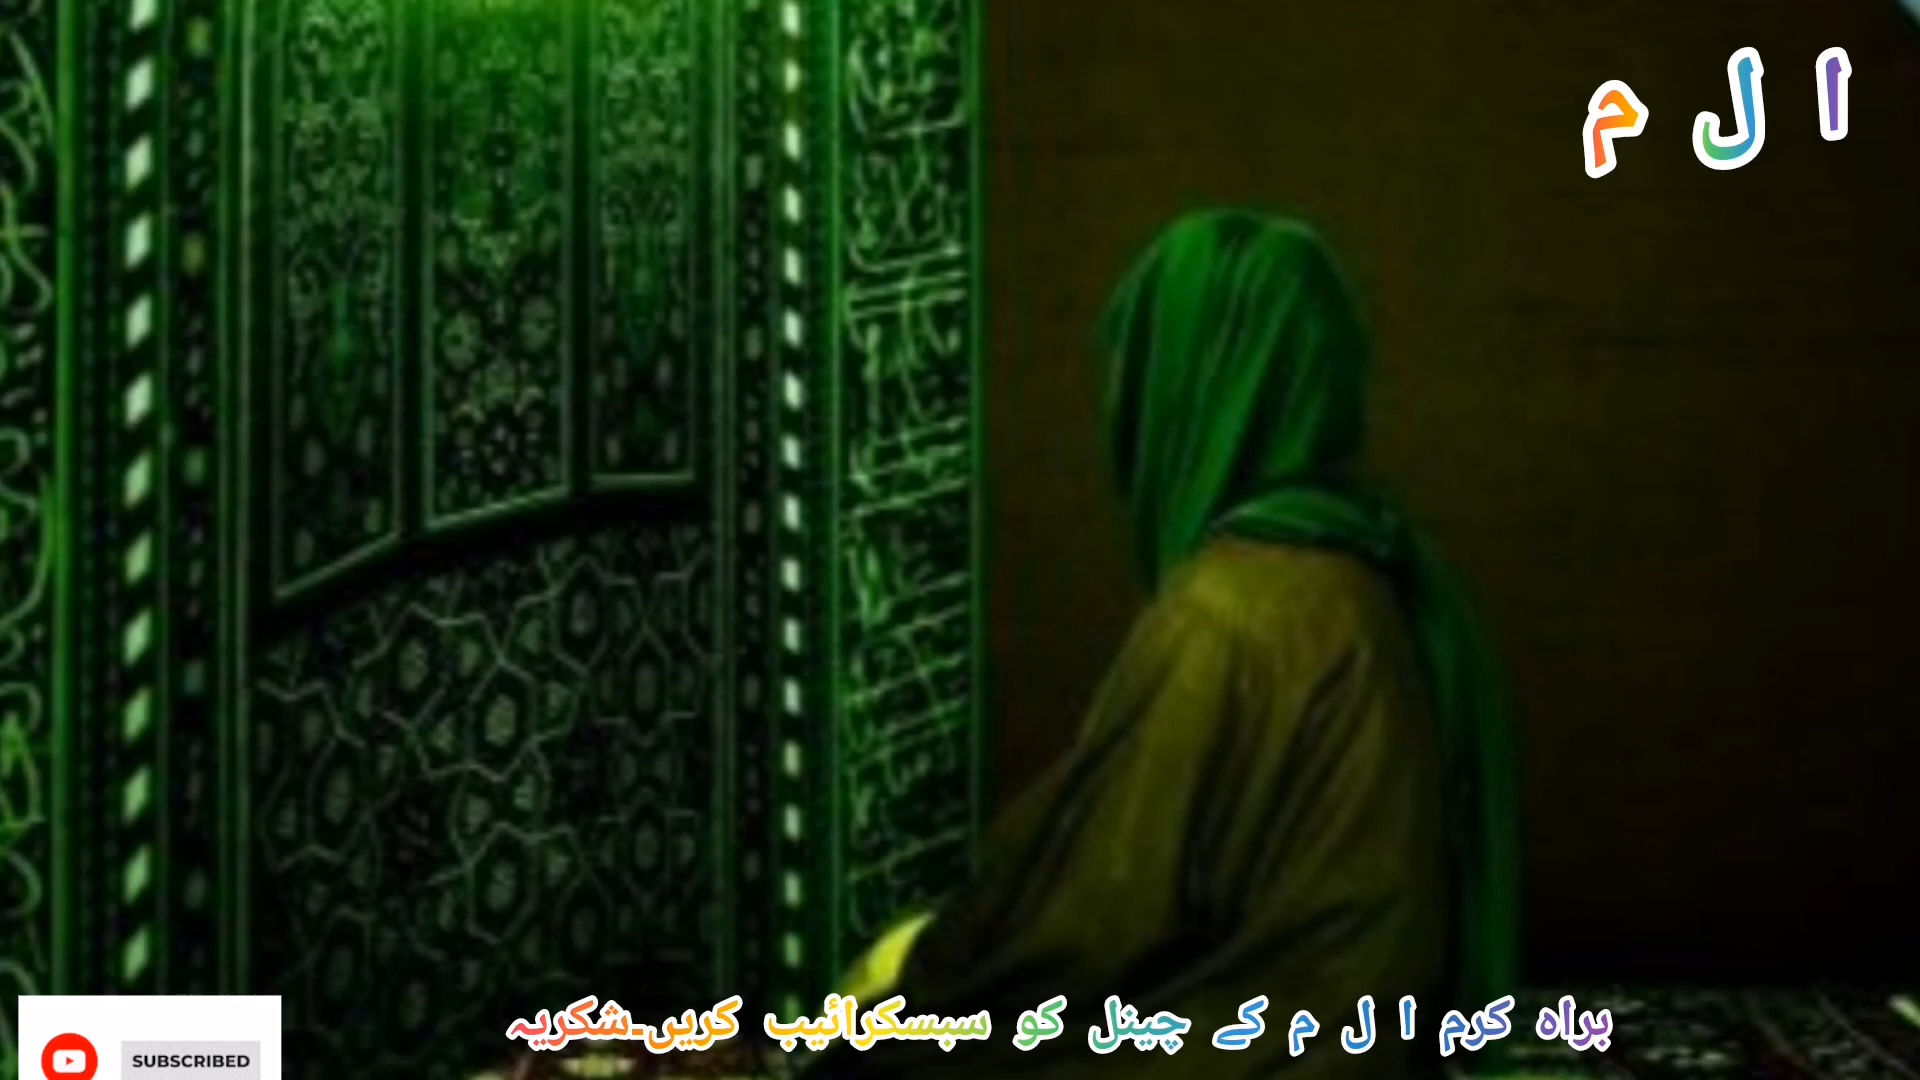 ا ل م
براہ کرم ا ل م کے چینل کو سبسکرائیب کریں۔شکریہ
SUBSCRIBED